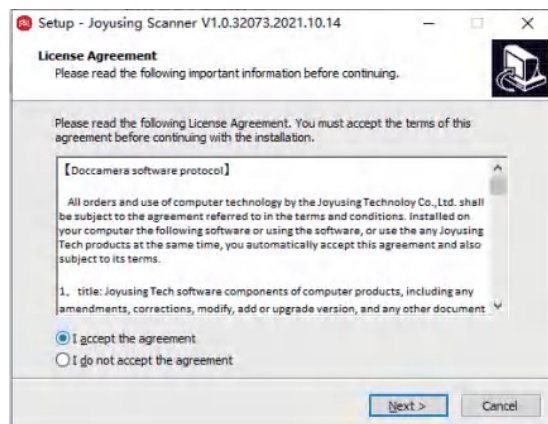 Setup - Joyusing Scanner V1.0.32073.2021.10.14
License Agreement
Please read the following important information before continuing.
Please read the following License Agreement. You must accept the terms of this
agreement before continuing with the installation.
【Doccamera software protocol】
All orders and use of computer technology by the Joyusing Technoloy Co.,Ltd. shall
be subject to the agreement referred to in the terms and conditions. Installed on
your computer the following software or using the software, or use the any Joyusing
Tech products at the same time, you automatically accept this agreement and also
subject to its terms.
1、title: Joyusing Tech software components of computer products, including any
amendments, corrections, modify, add or upgrade version, and any other document
I accept the agreement
I do not accept the agreement
Next >
Cancel